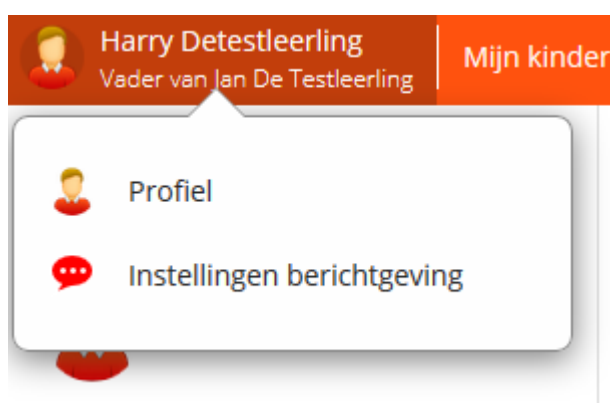 Harry Detestleerling
Vader van Jan De Testleerling
Mijn kinder
Profiel
Instellingen berichtgeving